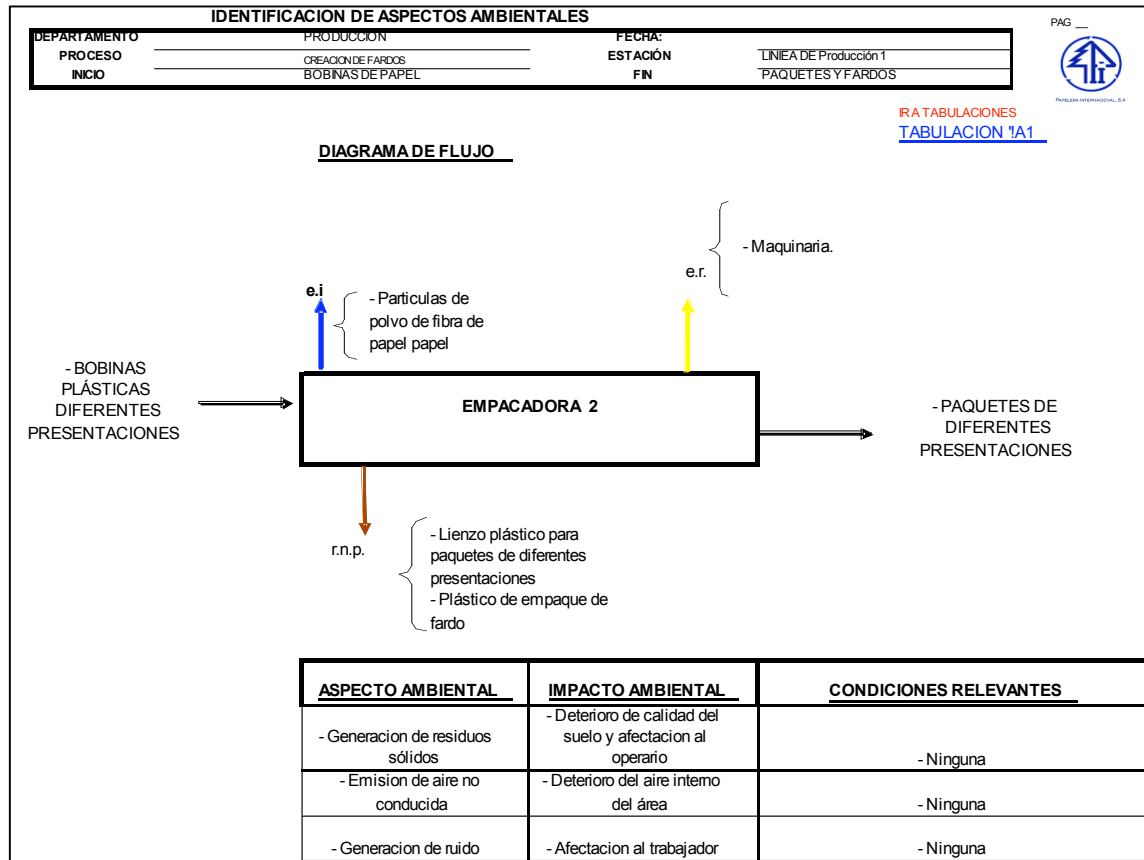 IDENTIFICACION DE ASPECTOS AMBIENTALES
PAG __
DEPARTAMENTO PRODUCCION FECHA:
PROCESO CREACION DE FARDOS ESTACIÓN LINIEA DE Producción 1
INICIO BOBINAS DE PAPEL FIN PAQUETES Y FARDOS
PAPELERA INTERNACIONAL, S.A
IR A TABULACIONES
TABULACION '!A1
DIAGRAMA DE FLUJO
- Maquinaria.
e.r.
e.i
- Particulas de
polvo de fibra de
papel papel
- BOBINAS
PLÁSTICAS
DIFERENTES
PRESENTACIONES
EMPACADORA 2
- PAQUETES DE
DIFERENTES
PRESENTACIONES
r.n.p.
- Lienzo plástico para
paquetes de diferentes
presentaciones
- Plástico de empaque de
fardo
ASPECTO AMBIENTAL IMPACTO AMBIENTAL CONDICIONES RELEVANTES
- Generacion de residuos
sólidos
- Deterioro de calidad del
suelo y afectacion al
operario
- Ninguna
- Emision de aire no
conducida
- Deterioro del aire interno
del área
- Ninguna
- Generacion de ruido
- Afectacion al trabajador
- Ninguna